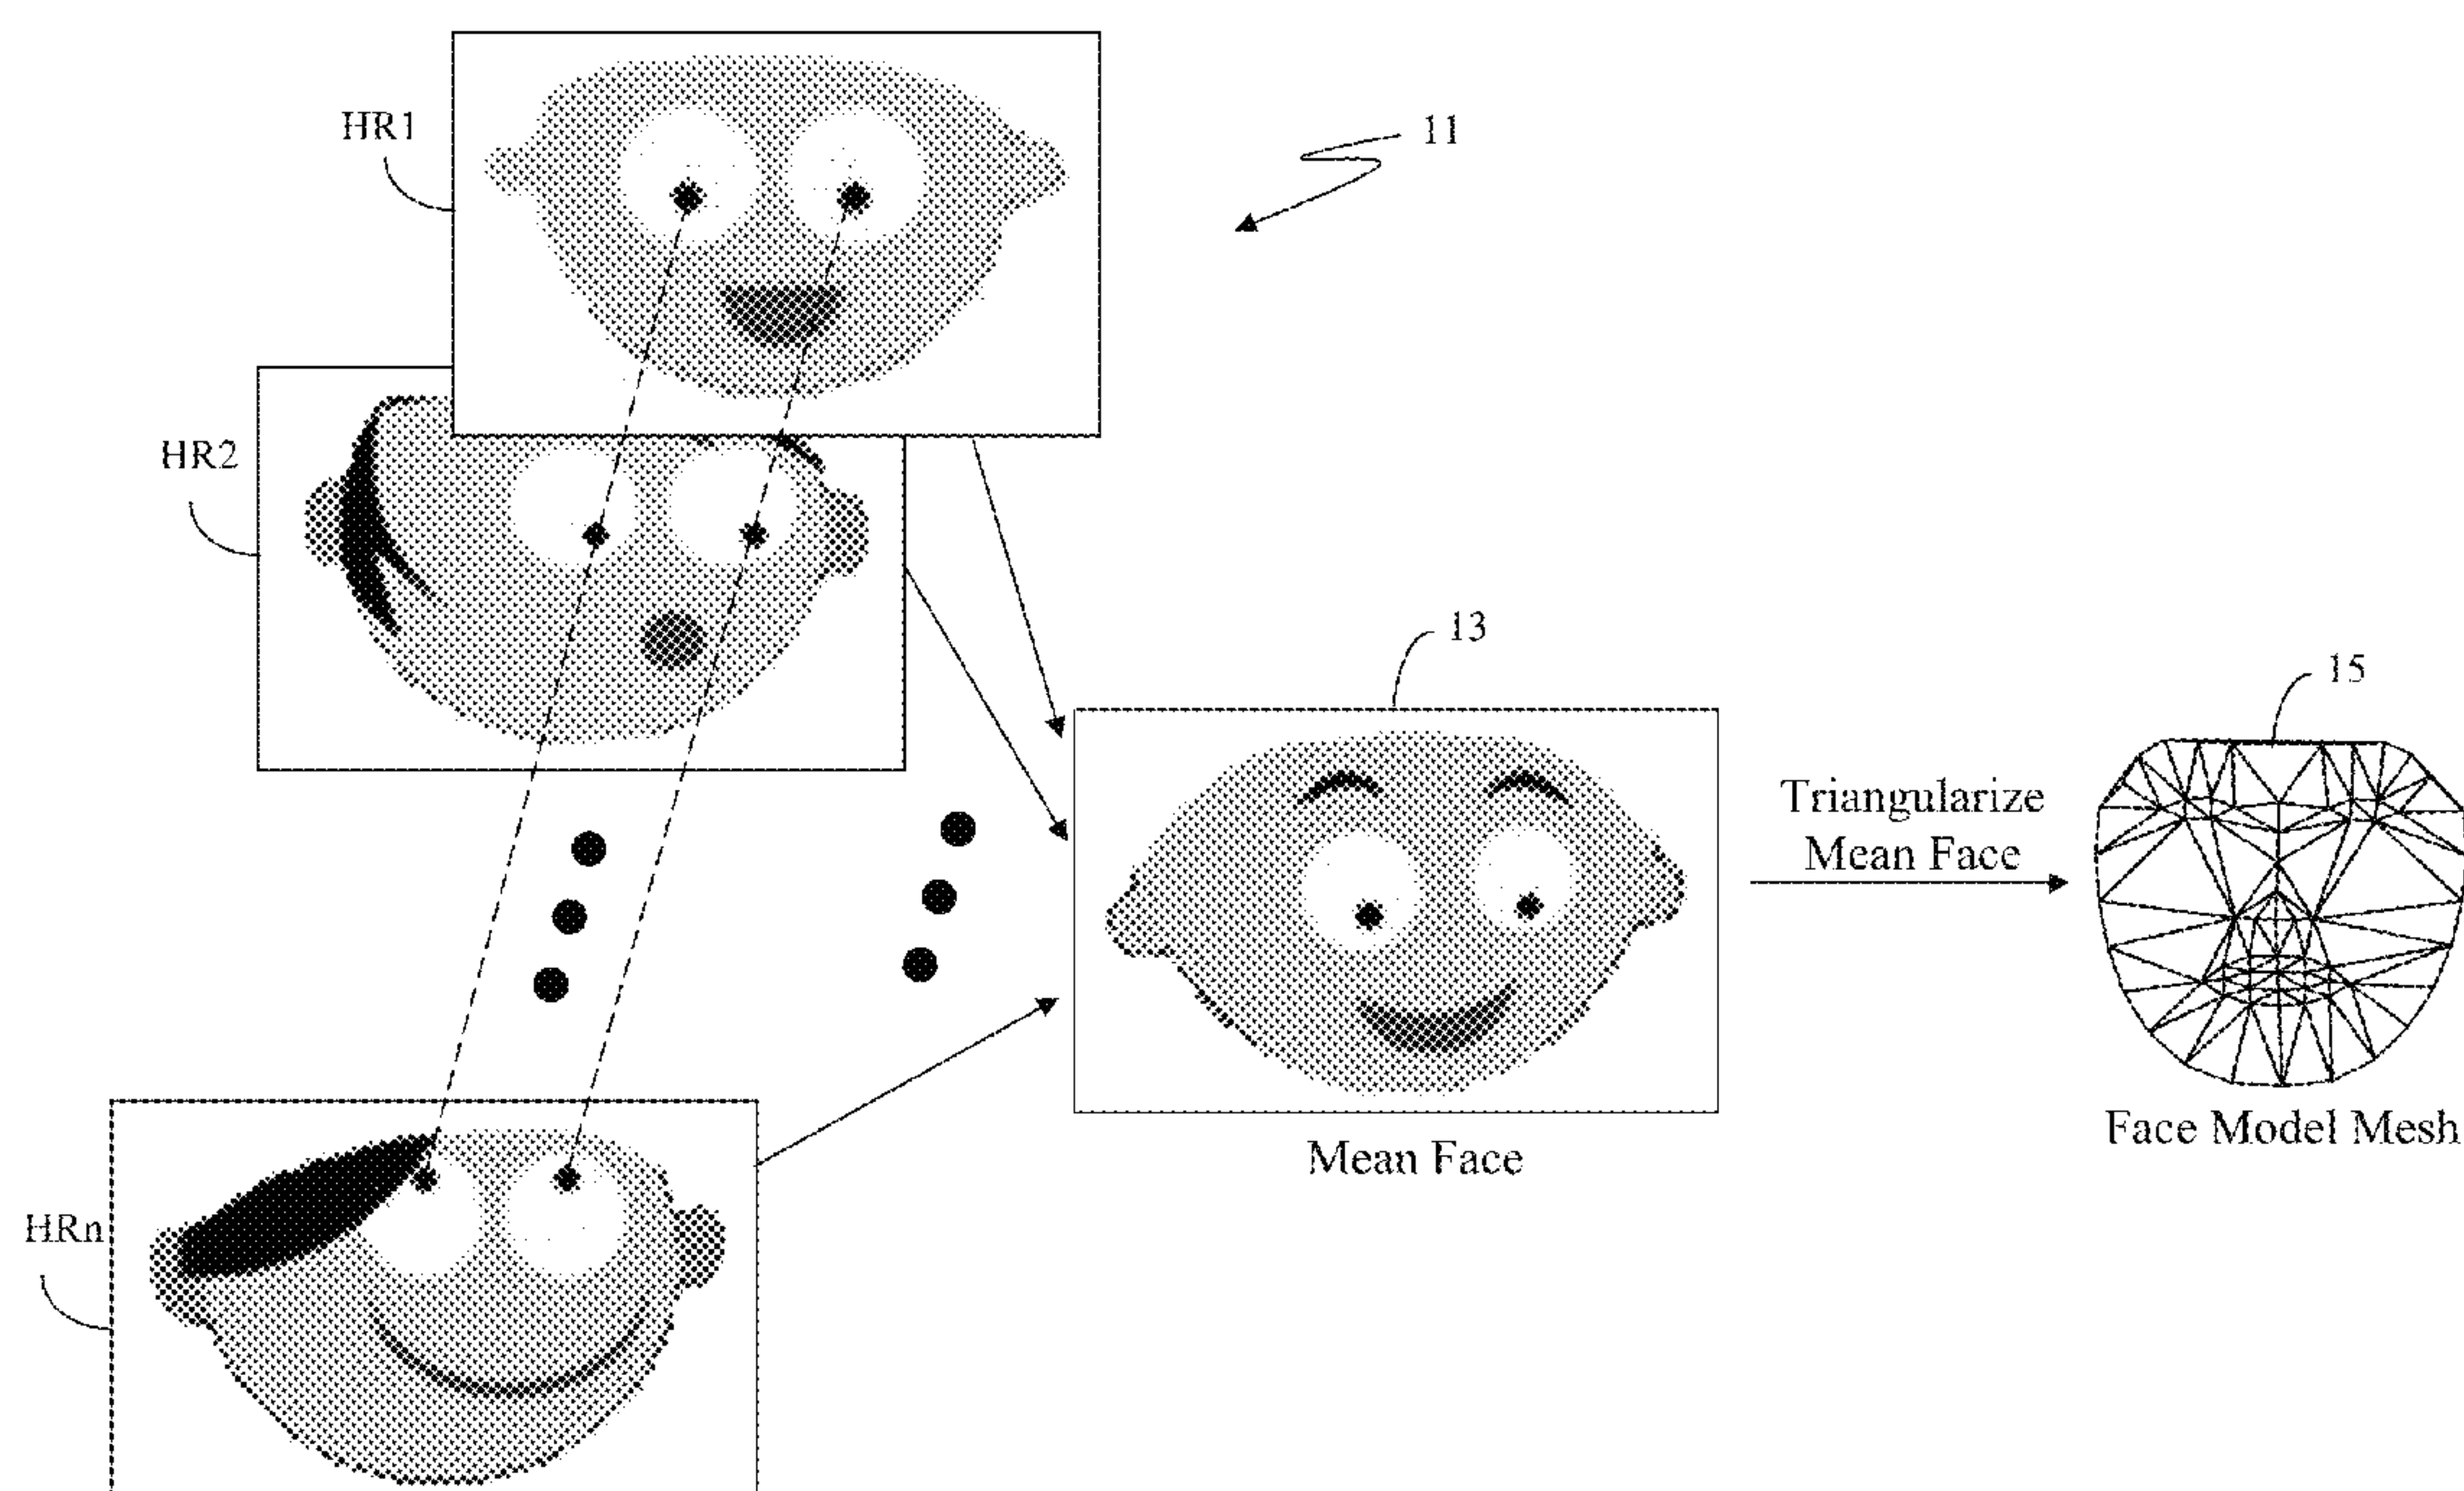 HR1
11
HR2
13
15
Triangularize
Mean Face
Face Model Mesh
Mean Face
HRn